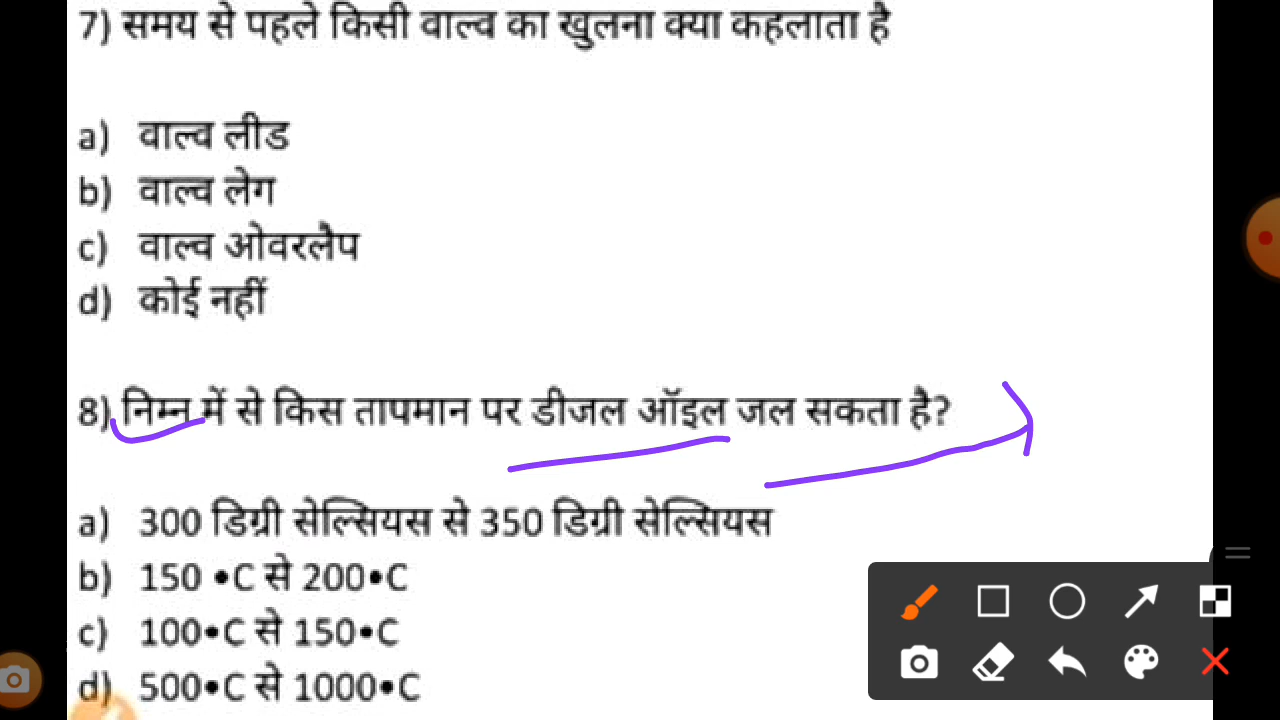 7) समय से पहले किसी वाल्व का खुलना क्या कहलाता है
a) वाल्व लीड
b) वाल्व लेग
c) वाल्व ओवरलैप
d) कोई नहीं
8) निम्न में से किस तापमान पर डीजल ऑइल जल सकता है?
a) 300 डिग्री सेल्सियस से 350 डिग्री सेल्सियस
b) 150 •C से 200•C
c) 100•C से 150•C
d) 500•C से 1000•C